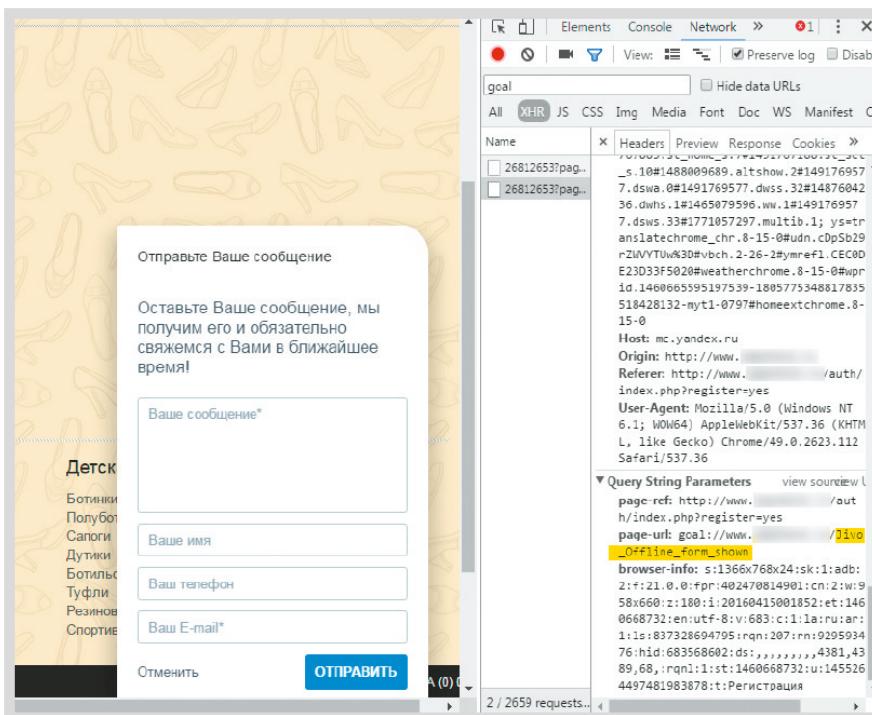 Отправьте Ваше сообщение
Оставьте Ваше сообщение, мы
получим его и обязательно
свяжемся с Вами в ближайшее
время!
Ваше сообщение*
Ваше имя
Ваш телефон
Ваш E-mail*
Отменить
ОТПРАВИТЬ
Детск
Ботинки
Полубот
Сапоги
Дутики
Ботильо
Туфли
Резинов
Спортив
А (0)
Elements Console Network » 1
View: Preserve log Disab
goal Hide data URLs
All XHR JS CSS Img Media Font Doc WS Manifest
Name × Headers Preview Response Cookies »
26812653?pag...
26812653?pag...
_s.10#1488009689.altshow.2#149176957
7.dswa.0#1491769577.dwss.32#14876042
36.dwhs.1#1465079596.ww.1#149176957
7.dsws.33#1771057297.multib.1; ys=tr
anslatechrome_chr.8-15-0#udn.cDpSb29
rZWVYTUw%3D#vbch.2-26-2#ymrefl.CEC0D
E23D33F5020#weatherchrome.8-15-0#wpr
id.1460665595197539-1805775348817835
518428132-myt1-0797#homeextchrome.8-
15-0
Host: mc.yandex.ru
Origin: http://www.
Referer: http://www. /auth/
index.php?register=yes
User-Agent: Mozilla/5.0 (Windows NT
6.1; WOW64) AppleWebKit/537.36 (KHTM
L, like Gecko) Chrome/49.0.2623.112
Safari/537.36
Query String Parameters view source
page-ref: http://www. /aut
h/index.php?register=yes
page-url: goal://www. /Jivo
_Offline_form_shown
browser-info: s:1366x768x24:sk:1:adb:
2:f:21.0.0:fpr:402470814901:cn:2:w:9
58x660:z:180:i:20160415001852:et:146
0668732:en:utf-8:v:683:c:1:la:ru:ar:
1:ls:837328694795:rqn:207:rn:9295934
76:hid:683568602:ds:,,,,,,,,,4381,43
89,68,:rqnl:1:st:1460668732:u:145526
4497481983878:t:Регистрация
2 / 2659 requests...